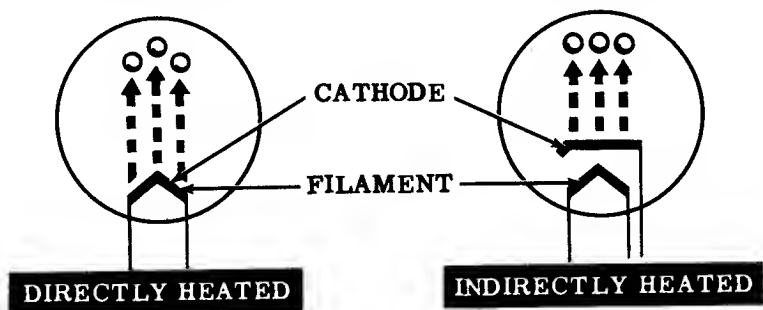 CATHODE
FILAMENT
DIRECTLY HEATED
INDIRECTLY HEATED